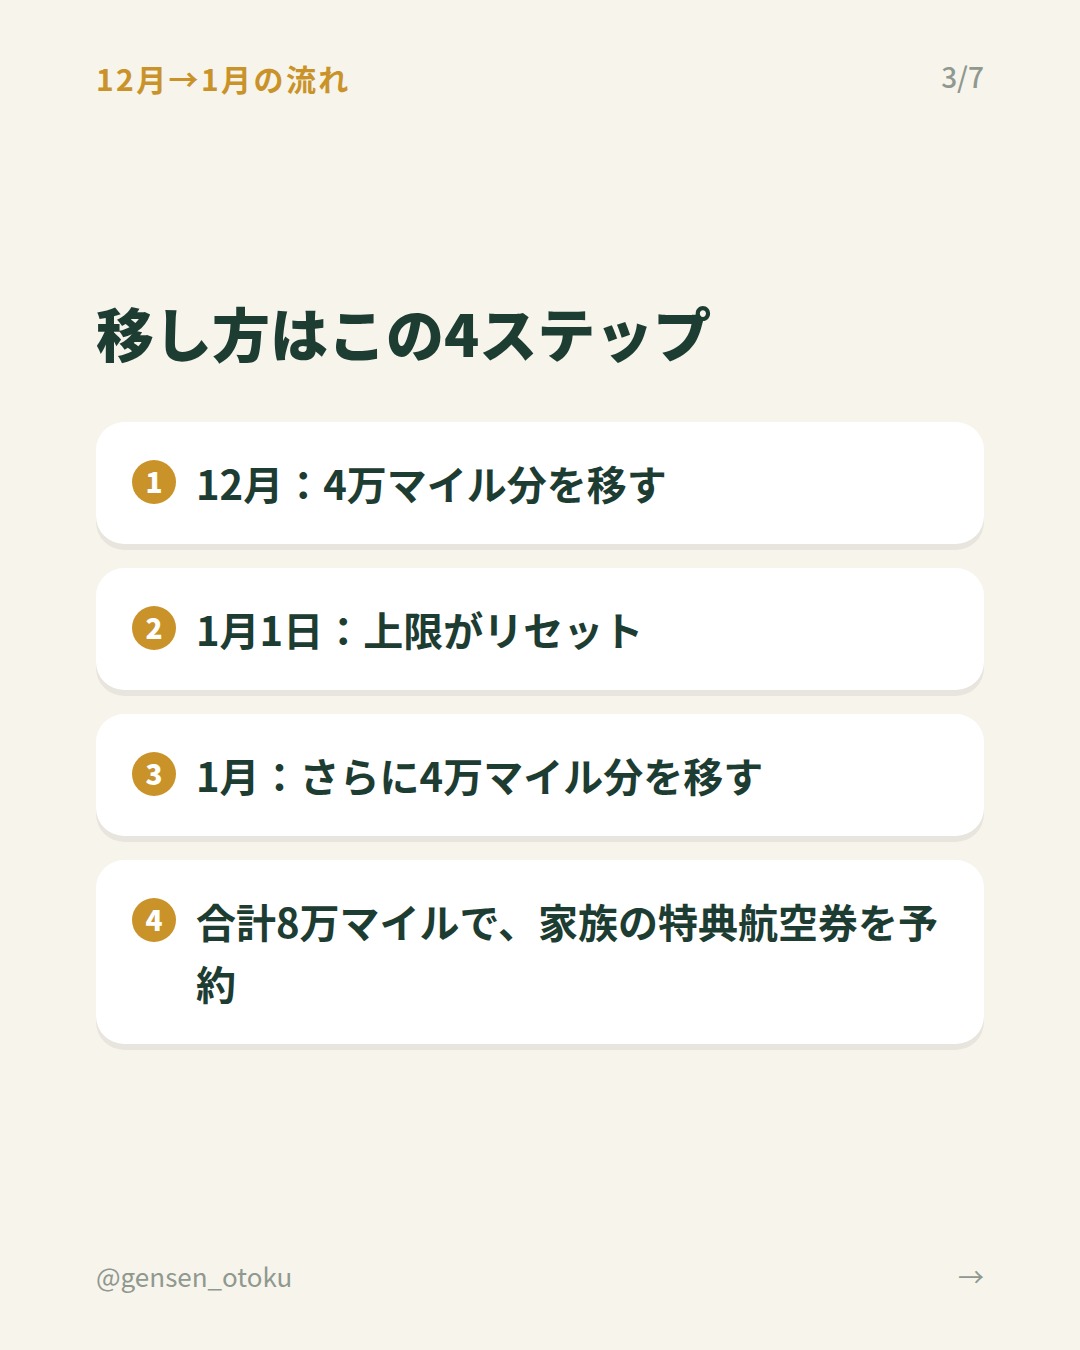 12月→1月の流れ
3/7
移し方はこの4ステップ
1 12月：4万マイル分を移す
2 1月1日：上限がリセット
3 1月：さらに4万マイル分を移す
4 合計8万マイルで、家族の特典航空券を予
約
@gensen_otoku
→